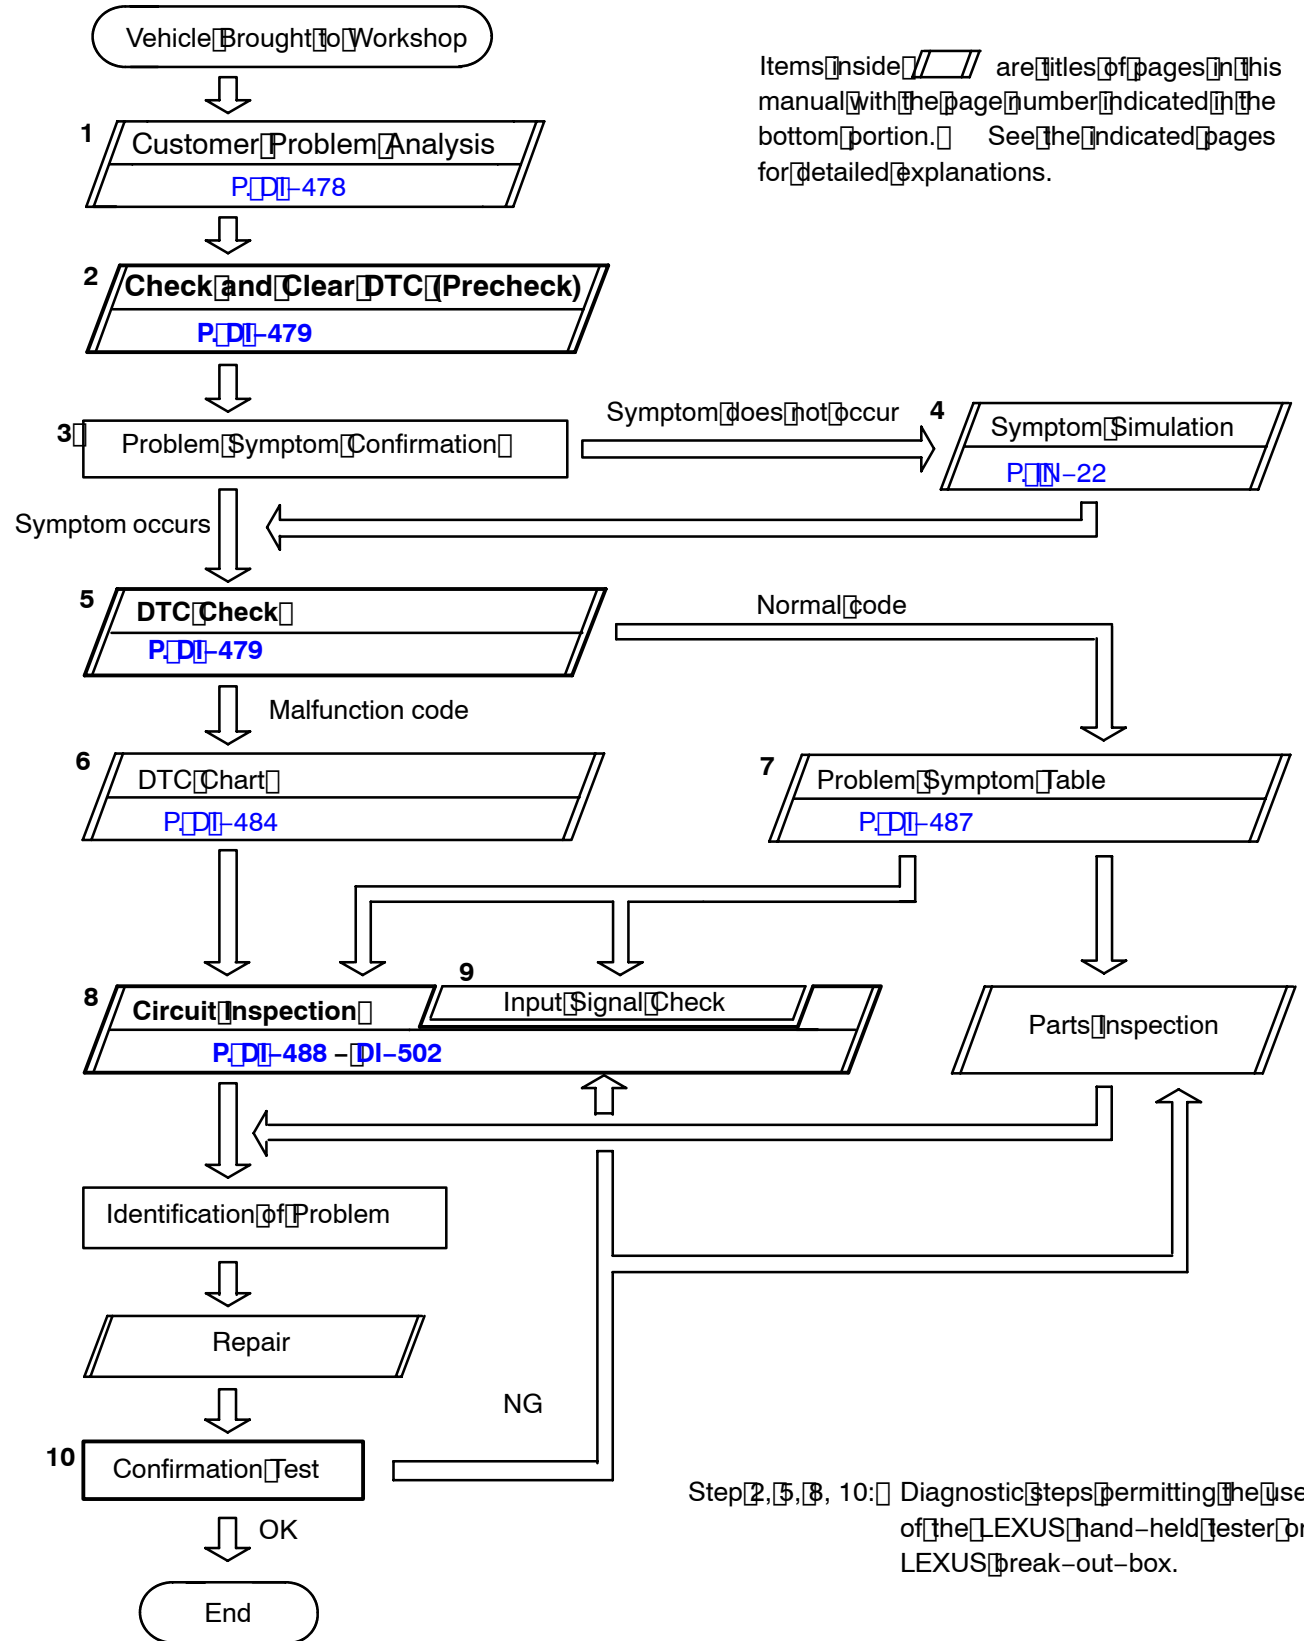 Vehicle Brought to Workshop
Items inside are titles of pages in this
manual with the page number indicated in the
bottom portion. See the indicated pages
for detailed explanations.
1
Customer Problem Analysis
P. DI–478
2
Check and Clear DTC (Precheck)
P. DI–479
3
Problem Symptom Confirmation
Symptom does not occur
4
Symptom Simulation
P. IN–22
Symptom occurs
5
DTC Check
P. DI–479
Normal code
Malfunction code
6
DTC Chart
P. DI–484
7
Problem Symptom Table
P. DI–487
8
Circuit Inspection
9
Input Signal Check
P. DI–488 – DI–502
Parts Inspection
Identification of Problem
Repair
NG
10
Confirmation Test
Step 2, 5, 8, 10: Diagnostic steps permitting the use
of the LEXUS hand–held tester or
LEXUS break–out–box.
OK
End